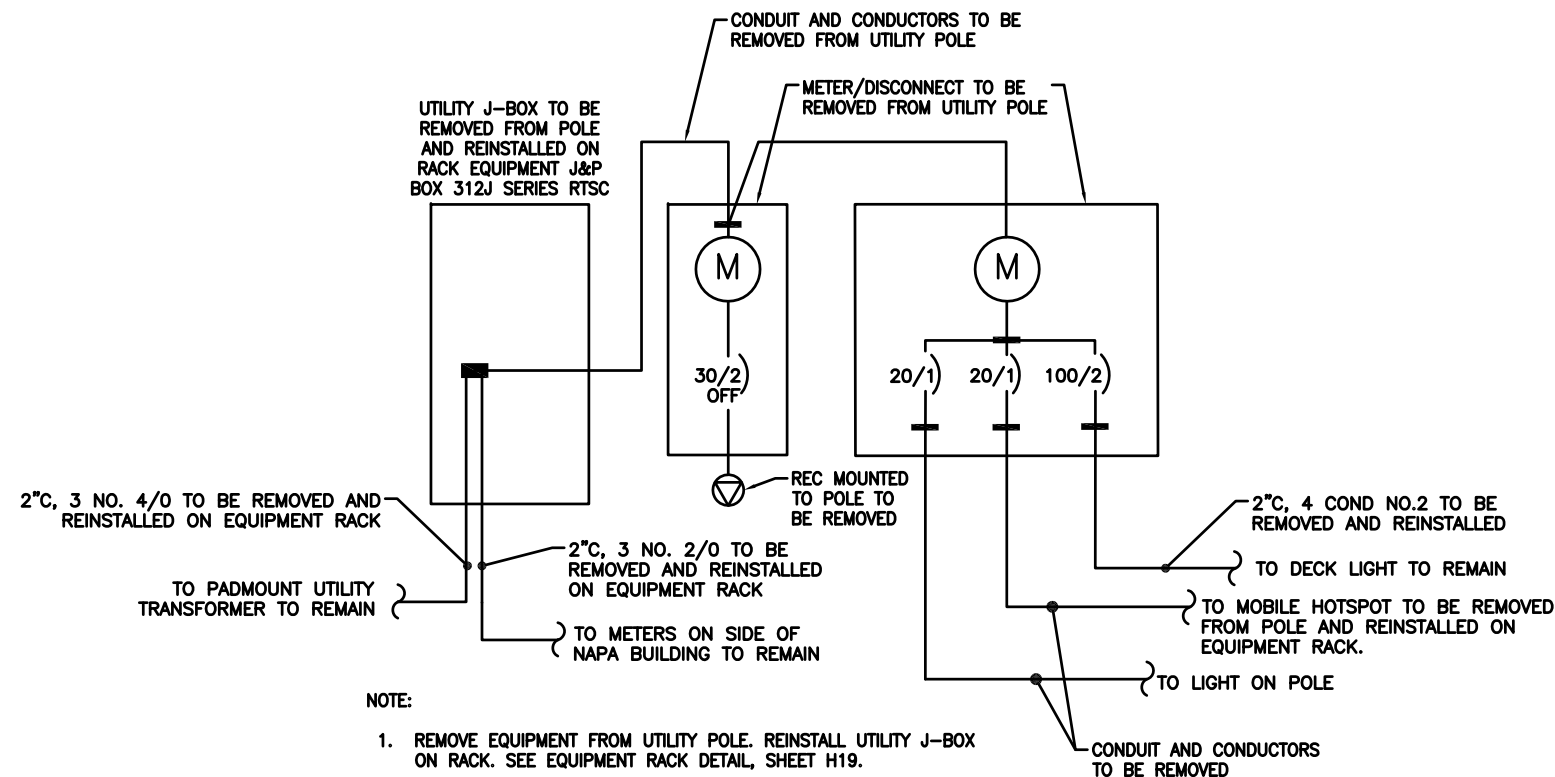 CONDUIT AND CONDUCTORS TO BE
REMOVED FROM UTILITY POLE
METER/DISCONNECT TO BE
REMOVED FROM UTILITY POLE
UTILITY J-BOX TO BE
REMOVED FROM POLE
AND REINSTALLED ON
RACK EQUIPMENT J&P
BOX 312J SERIES RTSC
M
M
30/2
OFF
20/1
20/1
100/2
REC MOUNTED
TO POLE TO
BE REMOVED
2"C, 3 NO. 4/0 TO BE REMOVED AND
REINSTALLED ON EQUIPMENT RACK
2"C, 4 COND NO.2 TO BE
REMOVED AND REINSTALLED
2"C, 3 NO. 2/0 TO BE
REMOVED AND REINSTALLED
ON EQUIPMENT RACK
TO DECK LIGHT TO REMAIN
TO PADMOUNT UTILITY
TRANSFORMER TO REMAIN
TO MOBILE HOTSPOT TO BE REMOVED
FROM POLE AND REINSTALLED ON
EQUIPMENT RACK.
TO METERS ON SIDE OF
NAPA BUILDING TO REMAIN
TO LIGHT ON POLE
NOTE:
1. REMOVE EQUIPMENT FROM UTILITY POLE. REINSTALL UTILITY J-BOX
ON RACK. SEE EQUIPMENT RACK DETAIL, SHEET H19.
CONDUIT AND CONDUCTORS
TO BE REMOVED